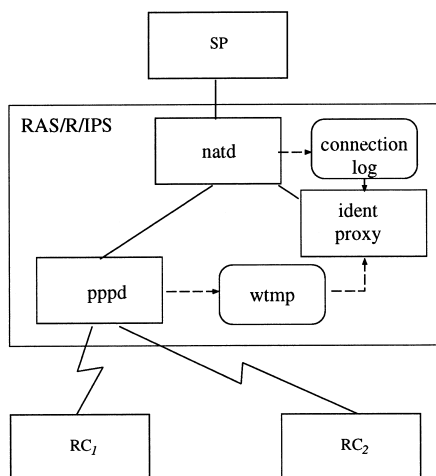 SP
RAS/R/IPS
natd
connection
log
ident
proxy
pppd
wtmp
RC1
RC2